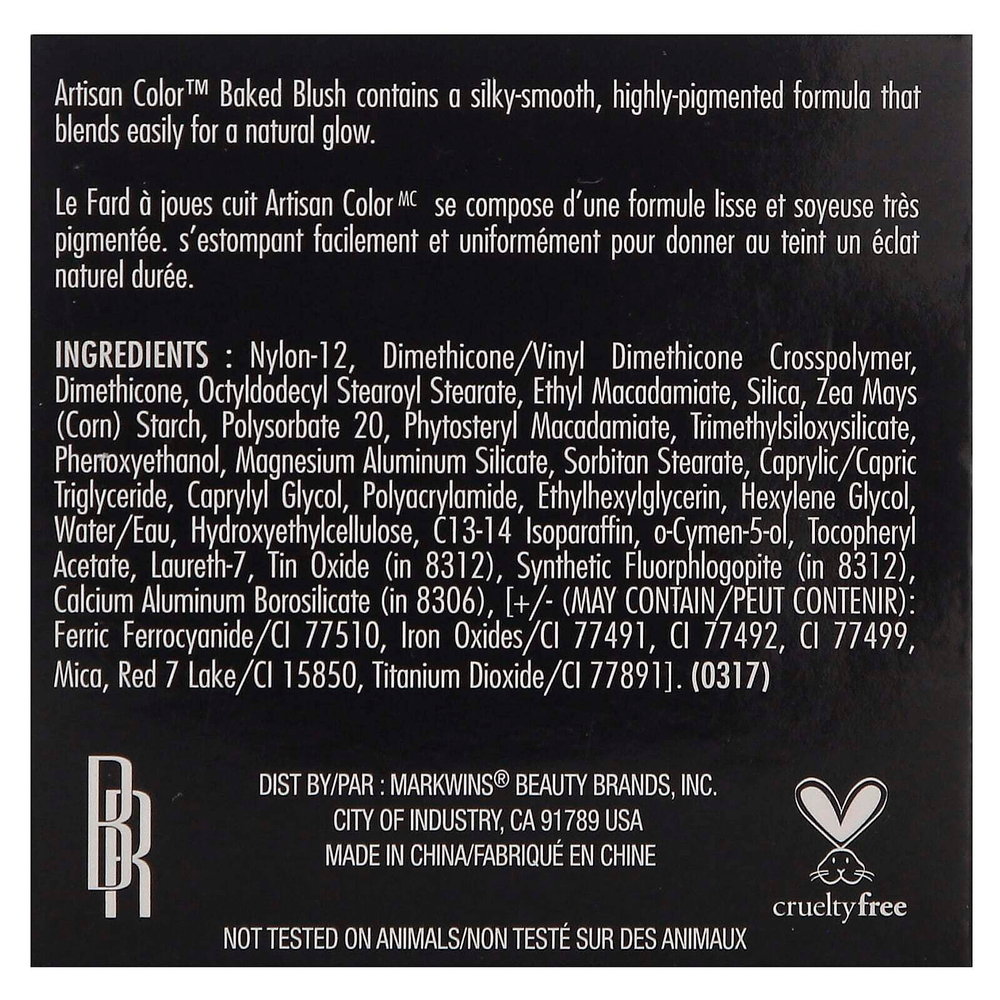 Artisan Color™ Baked Blush contains a silky-smooth, highly-pigmented formula that
blends easily for a natural glow.
Le Fard à joues cuit Artisan Color MC se compose d'une formule lisse et soyeuse très
pigmentée. s'estompant facilement et uniformément pour donner au teint un éclat
naturel durée.
INGREDIENTS : Nylon-12, Dimethicone/Vinyl Dimethicone Crosspolymer,
Dimethicone, Octyldodecyl Stearoyl Stearate, Ethyl Macadamiate, Silica, Zea Mays
(Corn) Starch, Polysorbate 20, Phytosteryl Macadamiate, Trimethylsiloxysilicate,
Phenoxyethanol, Magnesium Aluminum Silicate, Sorbitan Stearate, Caprylic/Capric
Triglyceride, Caprylyl Glycol, Polyacrylamide, Ethylhexylglycerin, Hexylene Glycol,
Water/Eau, Hydroxyethylcellulose, C13-14 Isoparaffin, o-Cymen-5-ol, Tocopheryl
Acetate, Laureth-7, Tin Oxide (in 8312), Synthetic Fluorphlogopite (in 8312),
Calcium Aluminum Borosilicate (in 8306), [+/- (MAY CONTAIN/PEUT CONTENIR):
Ferric Ferrocyanide/CI 77510, Iron Oxides/CI 77491, CI 77492, CI 77499,
Mica, Red 7 Lake/CI 15850, Titanium Dioxide/CI 77891]. (0317)
BR
DIST BY/PAR : MARKWINS® BEAUTY BRANDS, INC.
CITY OF INDUSTRY, CA 91789 USA
MADE IN CHINA/FABRIQUÉ EN CHINE
crueltyfree
NOT TESTED ON ANIMALS/NON TESTÉ SUR DES ANIMAUX